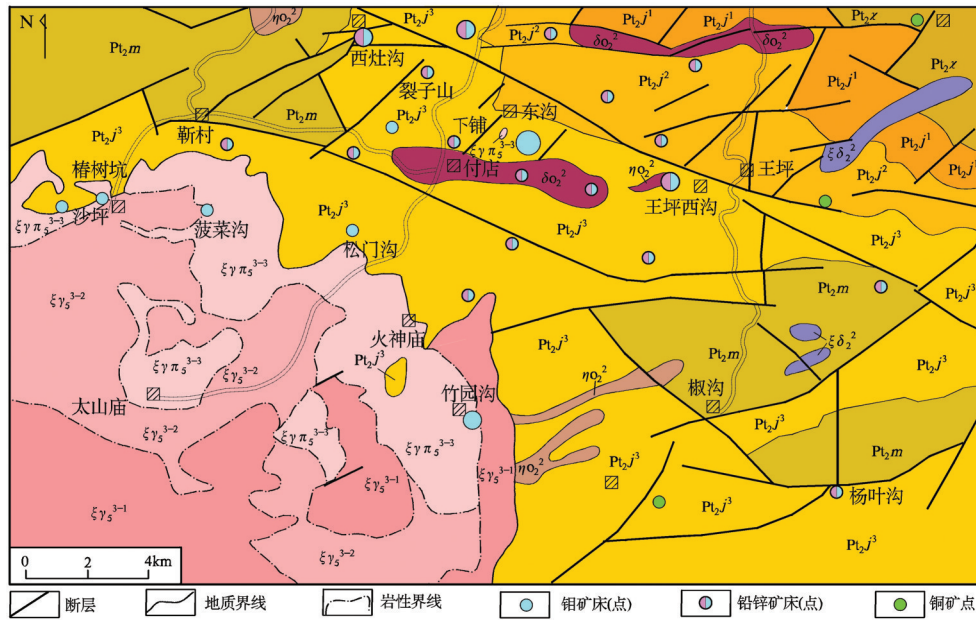 N
Pt₂m
ηο₂²
Pt₂j³
Pt₂j²
δο₂²
Pt₂j¹
δο₂²
Pt₂χ
Pt₂χ
西灶沟
裂子山
Pt₂j³
Pt₂j²
Pt₂j¹
Pt₂m
东沟
下铺
ξγπ₅³⁻³
Pt₂j³
靳村
Pt₂j¹
椿树坑
付店
δο₂²
ηο₂²
王坪
ξδ₂²
Pt₂j²
沙坪
王坪西沟
ξγπ₅³⁻³
菠菜沟
Pt₂j³
松门沟
Pt₂j³
Pt₂j³
ξγπ₅³⁻³
ξγ₅³⁻²
Pt₂m
Pt₂j³
火神庙
Pt₂j³
ξδ₂²
ξγπ₅³⁻³
ξγ₅³⁻²
Pt₂j³
ηο₂²
Pt₂m
Pt₂j³
太山庙
竹园沟
椒沟
ξγ₅³⁻²
ξγπ₅³⁻³
ξγπ₅³⁻³
Pt₂j³
Pt₂m
ηο₂²
Pt₂j³
ξγ₅³⁻¹
ξγ₅³⁻¹
ξγ₅³⁻¹
杨叶沟
Pt₂j³
ξγ₅³⁻²
Pt₂j³
0 2 4km
断层
地质界线
岩性界线
钼矿床(点)
铅锌矿床(点)
铜矿点